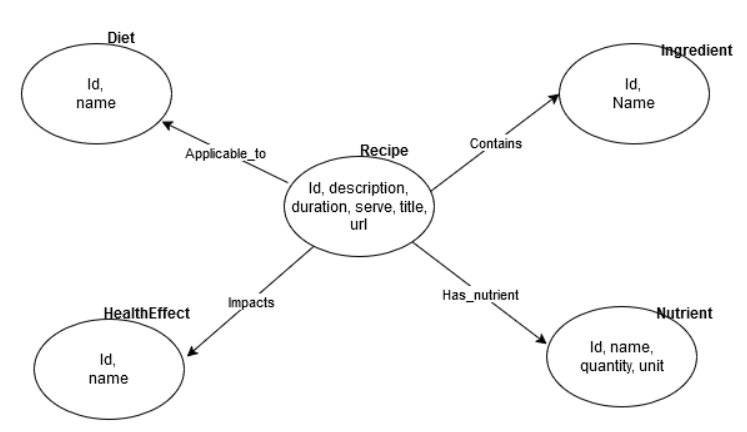 Diet
Id,
name
Ingredient
Id,
Name
Applicable_to
Contains
Recipe
Id, description,
duration, serve, title,
url
Impacts
Has_nutrient
HealthEffect
Id,
name
Nutrient
Id, name,
quantity, unit